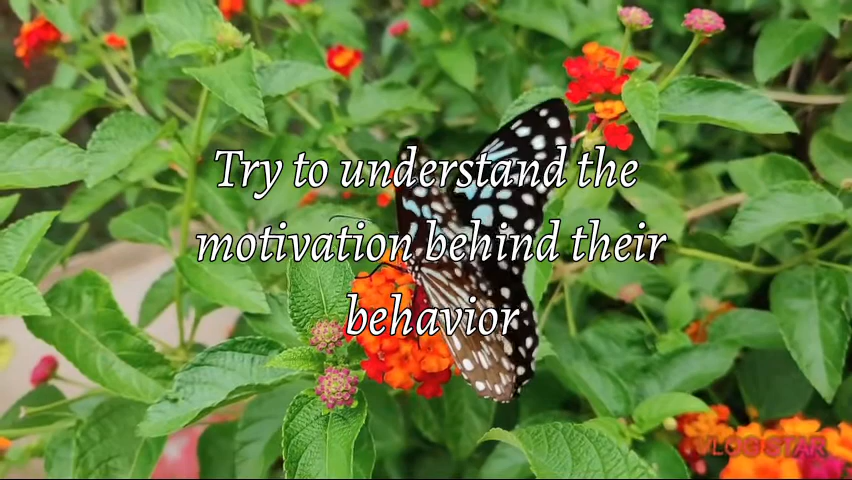 Try to understand the
motivation behind their
behavior
VLOG STAR